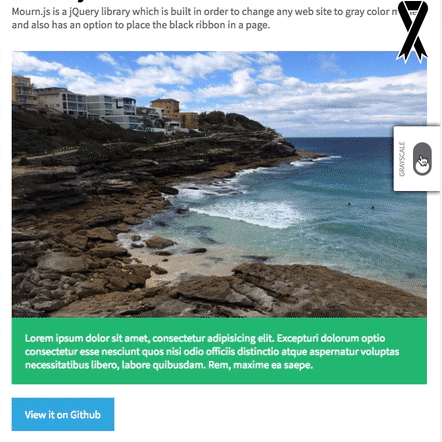 Mourn.js is a jQuery library which is built in order to change any web site to gray color
and also has an option to place the black ribbon in a page.
GRAYSCALE
Lorem ipsum dolor sit amet, consectetur adipisicing elit. Excepturi dolorum optio
consectetur esse nesciunt quos nisi odio officiis distinctio atque aspernatur voluptas
necessitatibus libero, labore quibusdam. Rem, maxime ea saepe.
View it on Github